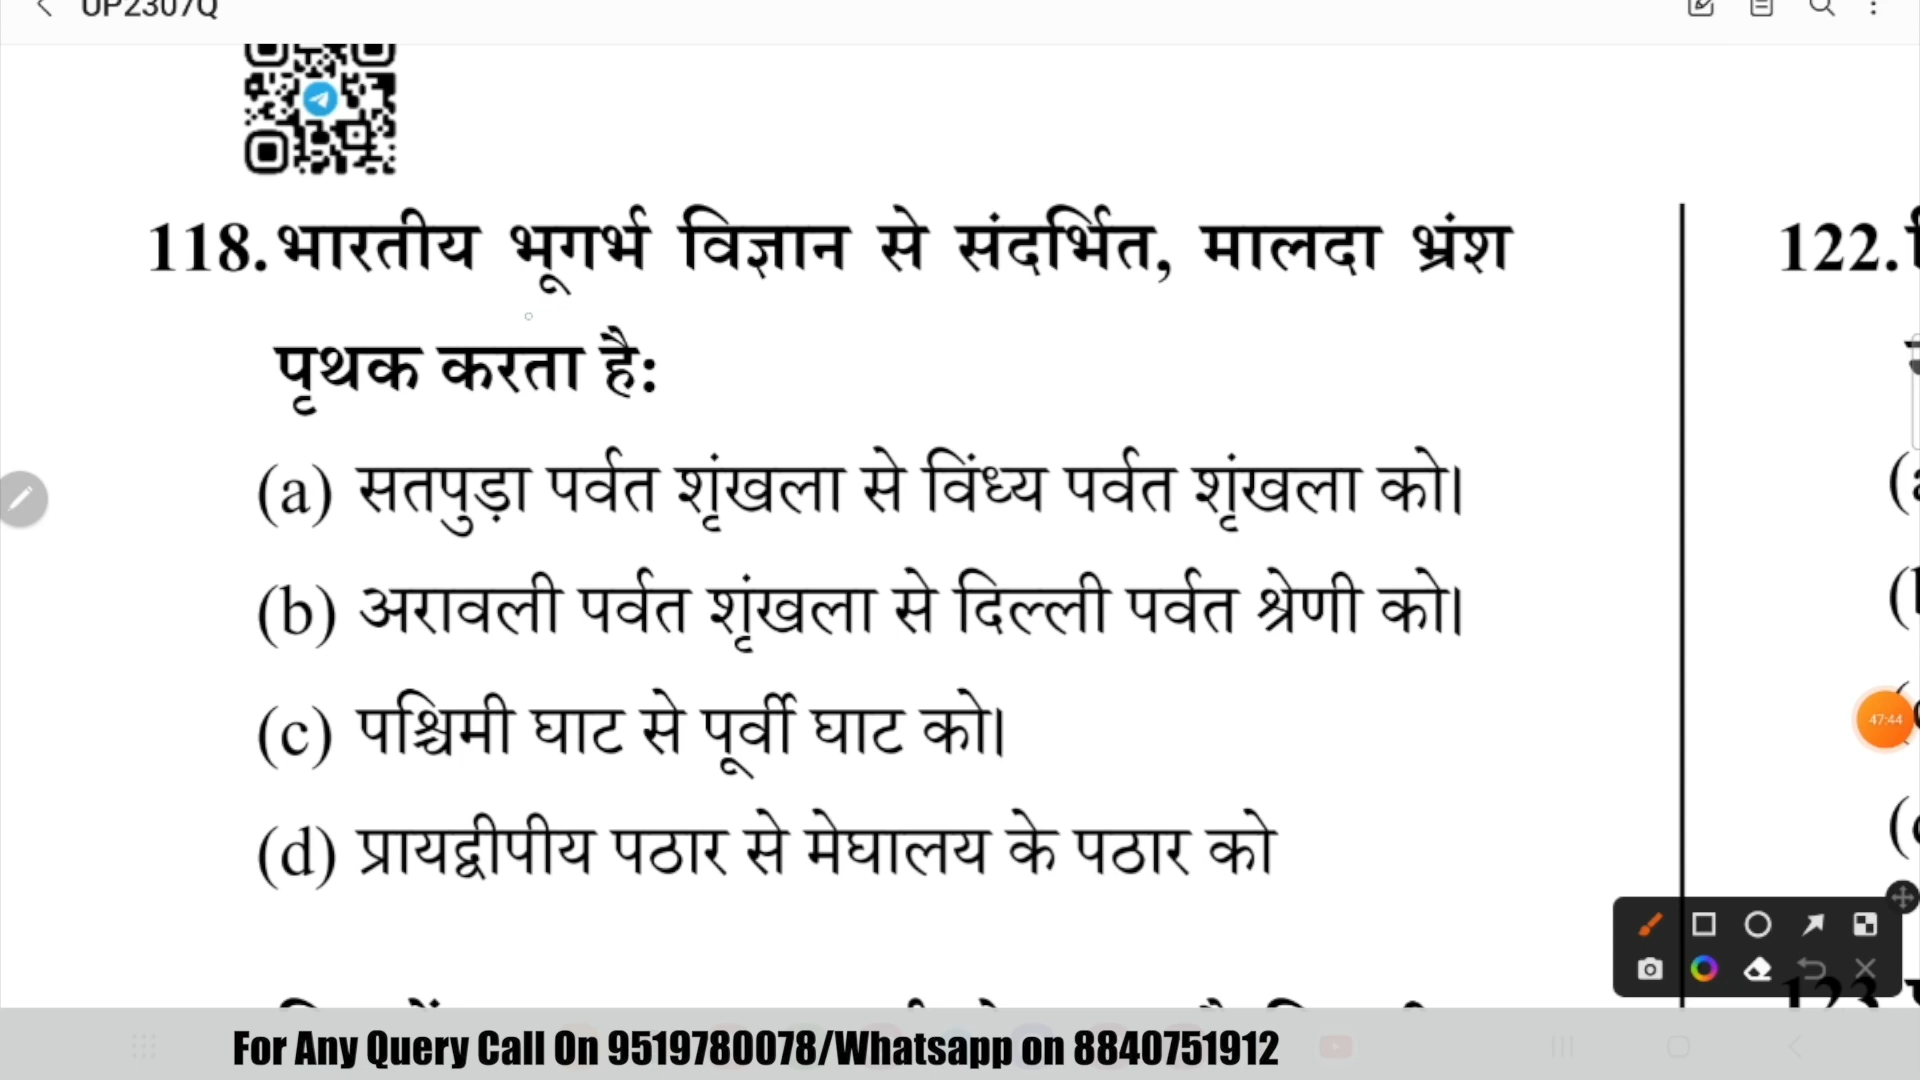 UP2307Q
118. भारतीय भूगर्भ विज्ञान से संदर्भित, मालदा भ्रंश
पृथक करता है:
(a) सतपुड़ा पर्वत शृंखला से विंध्य पर्वत शृंखला को।
(b) अरावली पर्वत शृंखला से दिल्ली पर्वत श्रेणी को।
(c) पश्चिमी घाट से पूर्वी घाट को।
(d) प्रायद्वीपीय पठार से मेघालय के पठार को
122.
47:44
For Any Query Call On 9519780078/Whatsapp on 8840751912